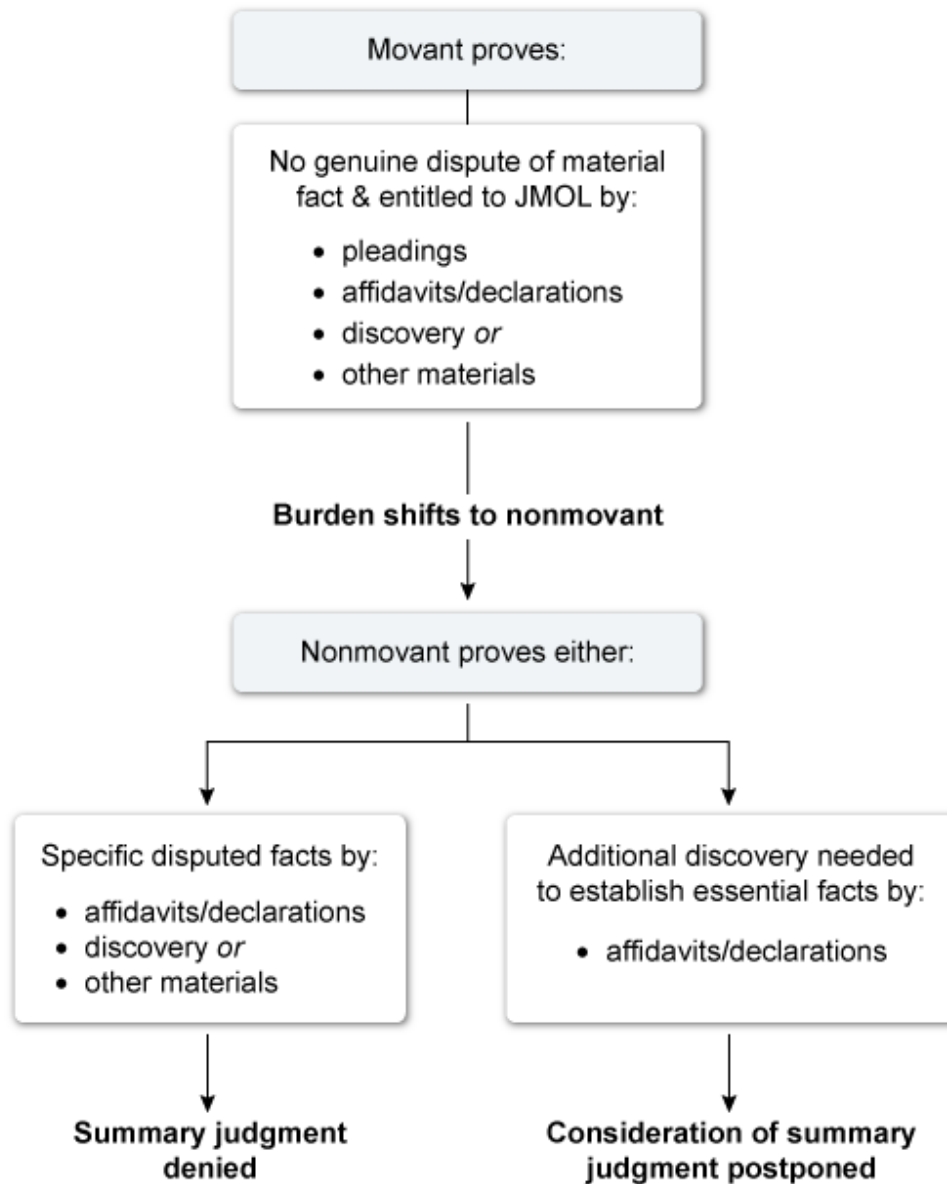 Movant proves:
No genuine dispute of material
fact & entitled to JMOL by:
• pleadings
• affidavits/declarations
• discovery or
• other materials
Burden shifts to nonmovant
Nonmovant proves either:
Specific disputed facts by:
• affidavits/declarations
• discovery or
• other materials
Additional discovery needed
to establish essential facts by:
• affidavits/declarations
Summary judgment
denied
Consideration of summary
judgment postponed